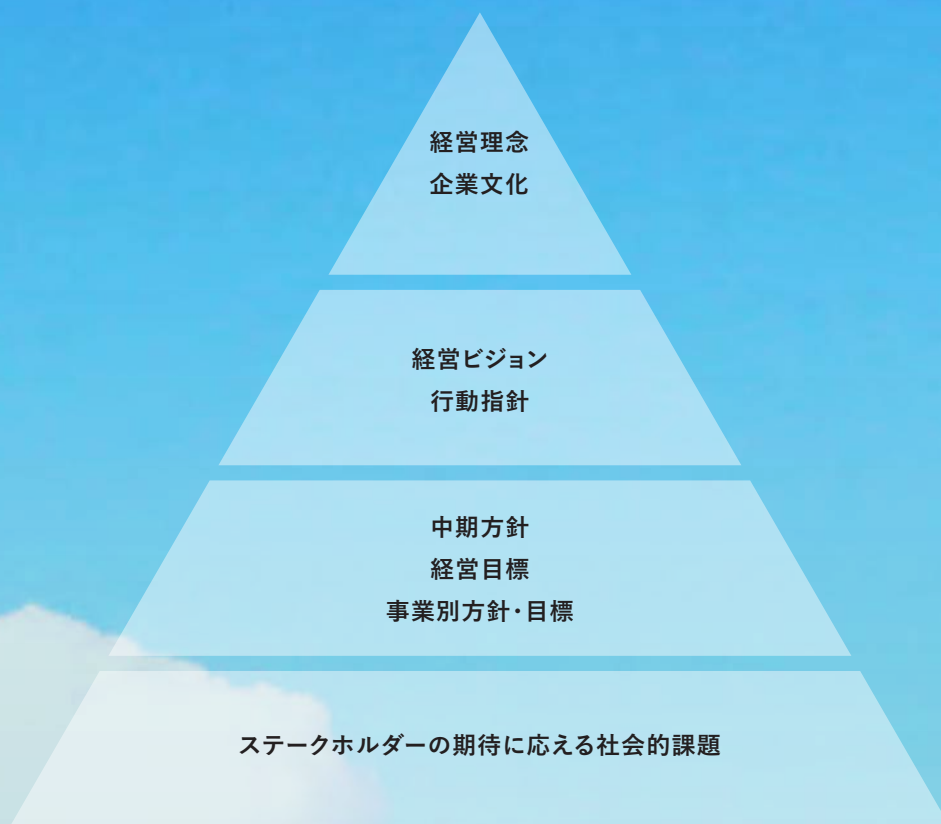 経営理念
企業文化
経営ビジョン
行動指針
中期方針
経営目標
事業別方針・目標
ステークホルダーの期待に応える社会的課題